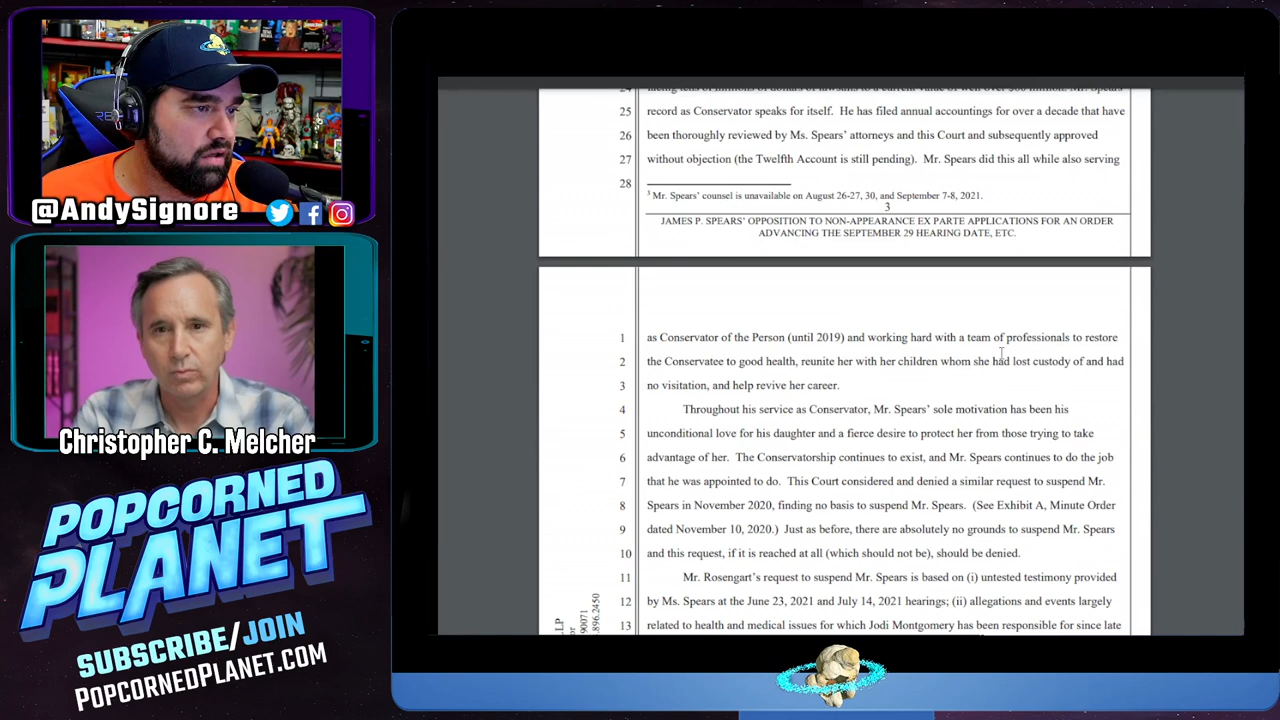 @AndySignore
Christopher C. Melcher
POPCORNED
PLANET
SUBSCRIBE/JOIN
POPCORNEDPLANET.COM
24
25 record as Conservator speaks for itself. He has filed annual accountings for over a decade that have
26 been thoroughly reviewed by Ms. Spears' attorneys and this Court and subsequently approved
27 without objection (the Twelfth Account is still pending). Mr. Spears did this all while also serving
28
3 Mr. Spears' counsel is unavailable on August 26-27, 30, and September 7-8, 2021.
3
JAMES P. SPEARS' OPPOSITION TO NON-APPEARANCE EX PARTE APPLICATIONS FOR AN ORDER
ADVANCING THE SEPTEMBER 29 HEARING DATE, ETC.
1 as Conservator of the Person (until 2019) and working hard with a team of professionals to restore
2 the Conservatee to good health, reunite her with her children whom she had lost custody of and had
3 no visitation, and help revive her career.
4 Throughout his service as Conservator, Mr. Spears' sole motivation has been his
5 unconditional love for his daughter and a fierce desire to protect her from those trying to take
6 advantage of her. The Conservatorship continues to exist, and Mr. Spears continues to do the job
7 that he was appointed to do. This Court considered and denied a similar request to suspend Mr.
8 Spears in November 2020, finding no basis to suspend Mr. Spears. (See Exhibit A, Minute Order
9 dated November 10, 2020.) Just as before, there are absolutely no grounds to suspend Mr. Spears
10 and this request, if it is reached at all (which should not be), should be denied.
11 Mr. Rosengart's request to suspend Mr. Spears is based on (i) untested testimony provided
12 by Ms. Spears at the June 23, 2021 and July 14, 2021 hearings; (ii) allegations and events largely
13 related to health and medical issues for which Jodi Montgomery has been responsible for since late
LLP
90071
.896.2450